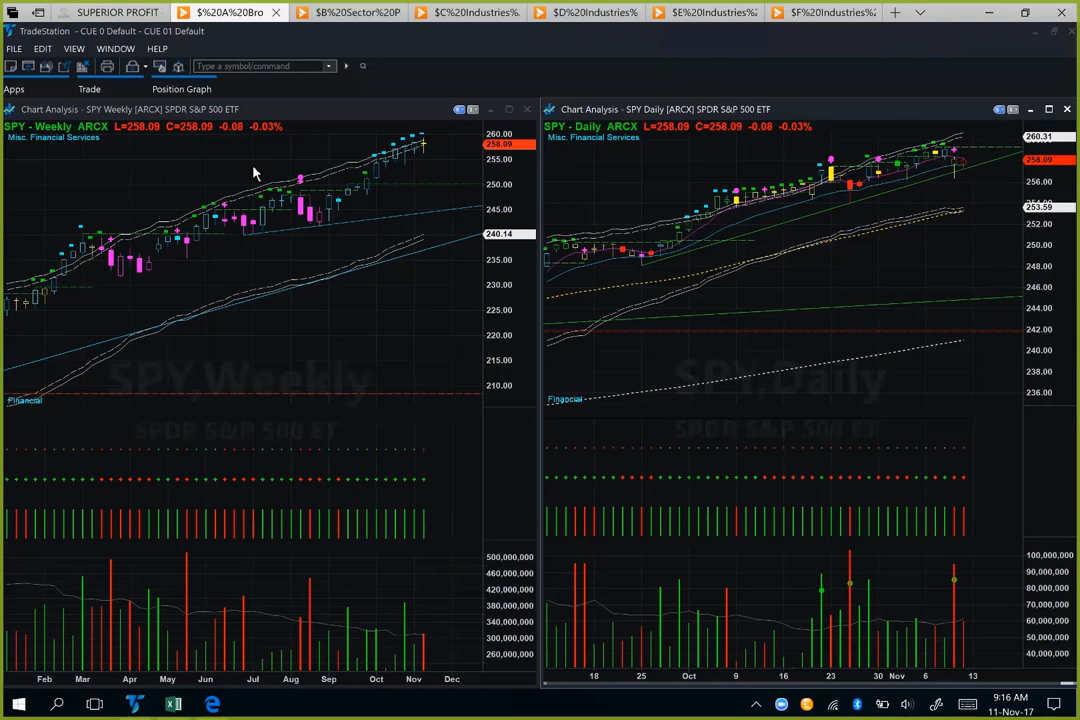 SUPERIOR PROFIT
$%20A%20Bro
$%20B%20Sector%20P
$%20C%20Industries%
$%20D%20Industries%
$%20E%20Industries%
$%20F%20Industries%
TradeStation - CUE 0 Default - CUE 01 Default
FILE EDIT VIEW WINDOW HELP
Type a symbol/command
Apps Trade Position Graph
Chart Analysis - SPY Weekly [ARCX] SPDR S&P 500 ETF
SPY - Weekly ARCX L=258.09 C=258.09 -0.08 -0.03%
Misc. Financial Services
260.00
258.09
255.00
250.00
245.00
240.14
235.00
230.00
225.00
220.00
215.00
210.00
SPY,Weekly
SPDR S&P 500 ET
Financial
500,000,000
460,000,000
420,000,000
380,000,000
340,000,000
300,000,000
260,000,000
Feb Mar Apr May Jun Jul Aug Sep Oct Nov Dec
Chart Analysis - SPY Daily [ARCX] SPDR S&P 500 ETF
SPY - Daily ARCX L=258.09 C=258.09 -0.08 -0.03%
Misc. Financial Services
260.31
258.09
256.00
253.59
252.00
250.00
248.00
246.00
244.00
242.00
240.00
238.00
236.00
SPY,Daily
SPDR S&P 500 ETF
Financial
100,000,000
90,000,000
80,000,000
70,000,000
60,000,000
50,000,000
40,000,000
18 25 Oct 9 16 23 30 Nov 6 13
9:16 AM
11-Nov-17